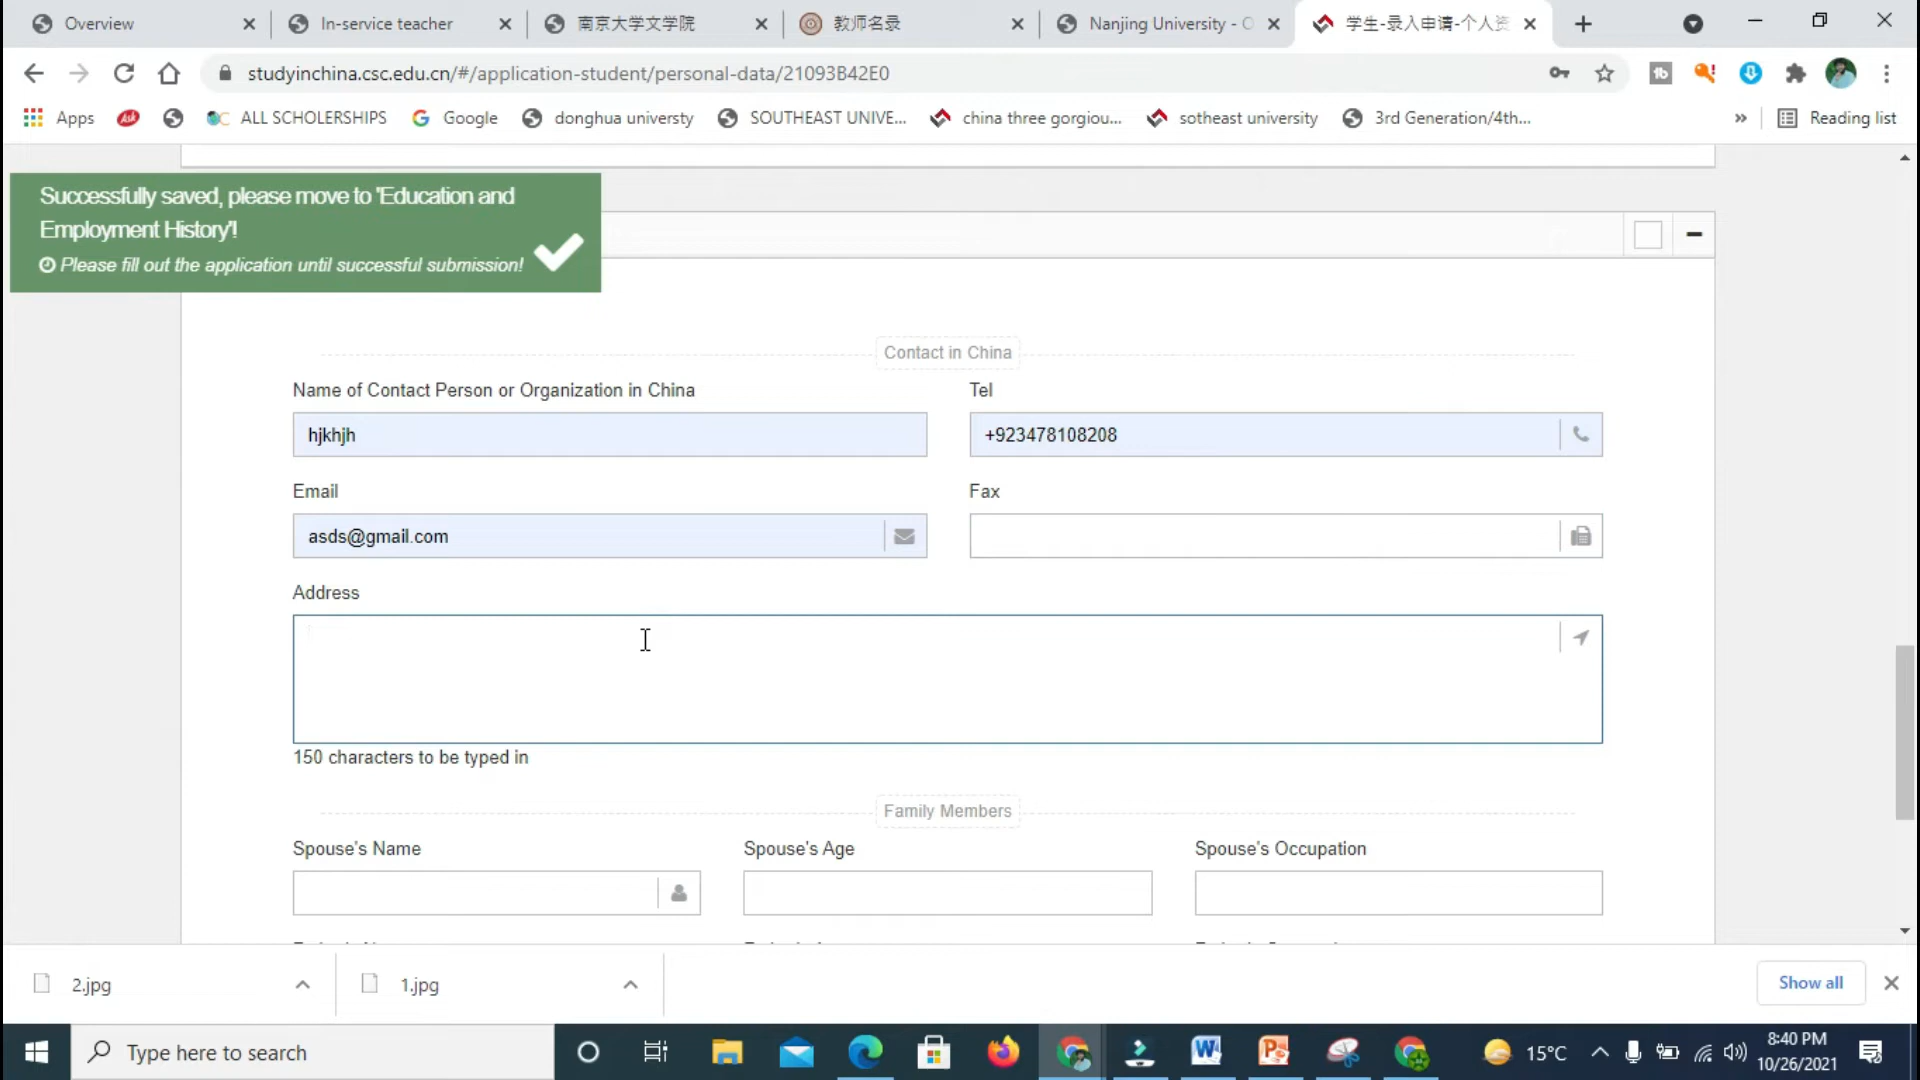 Overview
In-service teacher
南京大学文学院
教师名录
Nanjing University - C
学生-录入申请-个人资
studyinchina.csc.edu.cn/#/application-student/personal-data/21093B42E0
Apps
Ask
ALL SCHOLERSHIPS
Google
donghua universty
SOUTHEAST UNIVE...
china three gorgiou...
sotheast university
3rd Generation/4th...
»
Reading list
Successfully saved, please move to 'Education and
Employment History'!
Please fill out the application until successful submission!
Contact in China
Name of Contact Person or Organization in China
Tel
hjkhjh
+923478108208
Email
Fax
asds@gmail.com
Address
150 characters to be typed in
Family Members
Spouse's Name
Spouse's Age
Spouse's Occupation
2.jpg
1.jpg
Show all
Type here to search
15°C
8:40 PM
10/26/2021